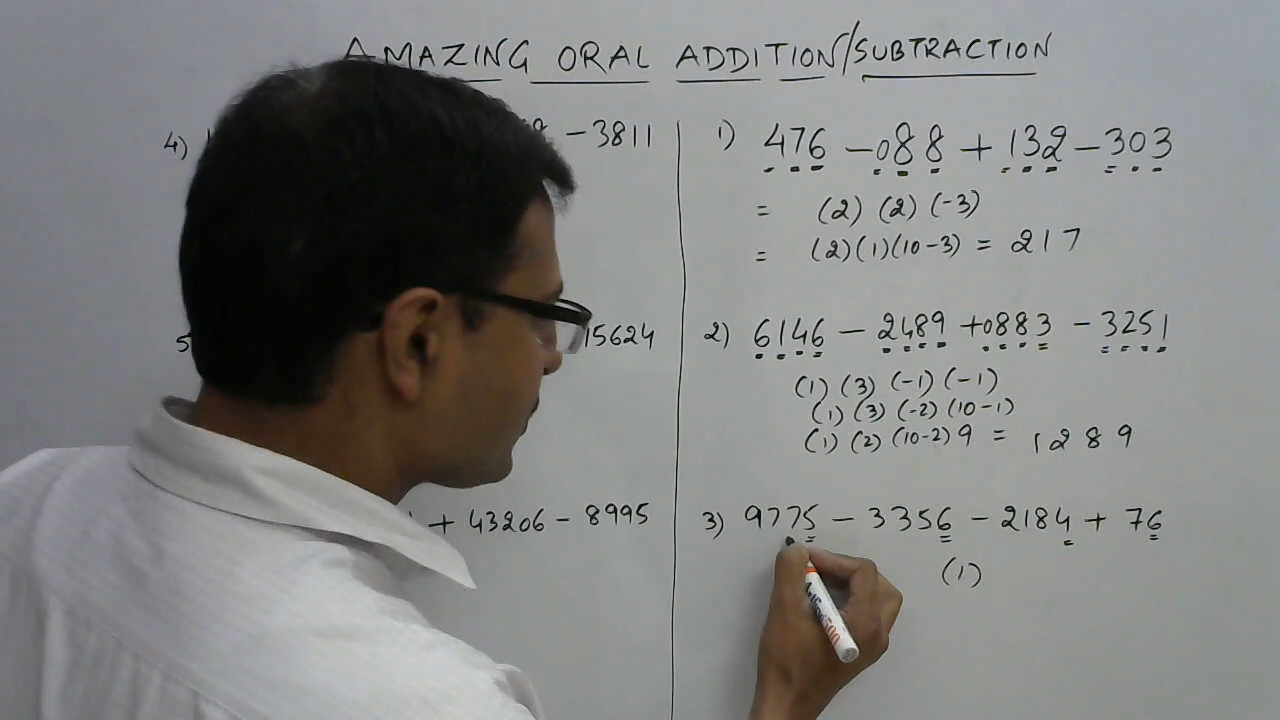 AMAZING ORAL ADDITION/SUBTRACTION
4)
- 3811
5
15624
+ 43206 - 8995
1) 476 - 088 + 132 - 303
= (2) (2) (-3)
= (2)(1)(10-3) = 217
2) 6146 - 2489 + 0883 - 3251
(1) (3) (-1) (-1)
(1) (3) (-2) (10-1)
(1) (2) (10-2) 9 = 1289
3) 9775 - 3356 - 2184 + 76
(1)